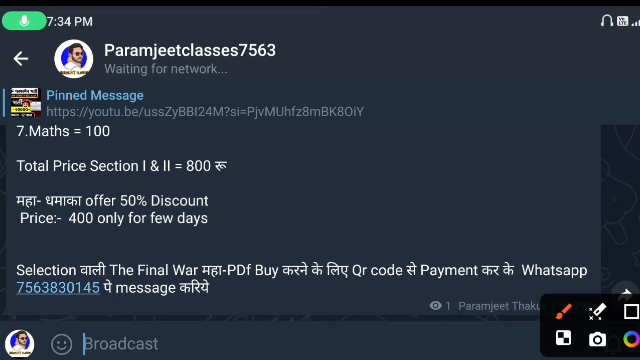 7:34 PM
Paramjeetclasses7563
Waiting for network...
Pinned Message
https://youtu.be/ussZyBBI24M?si=PjvMUhfz8mBK8OiY
7.Maths = 100
Total Price Section I & II = 800 रू
महा- धमाका offer 50% Discount
Price:- 400 only for few days
Selection वाली The Final War महा-PDf Buy करने के लिए Qr code से Payment कर के Whatsapp
7563830145 पे message करिये
1 Paramjeet Thaku
Broadcast